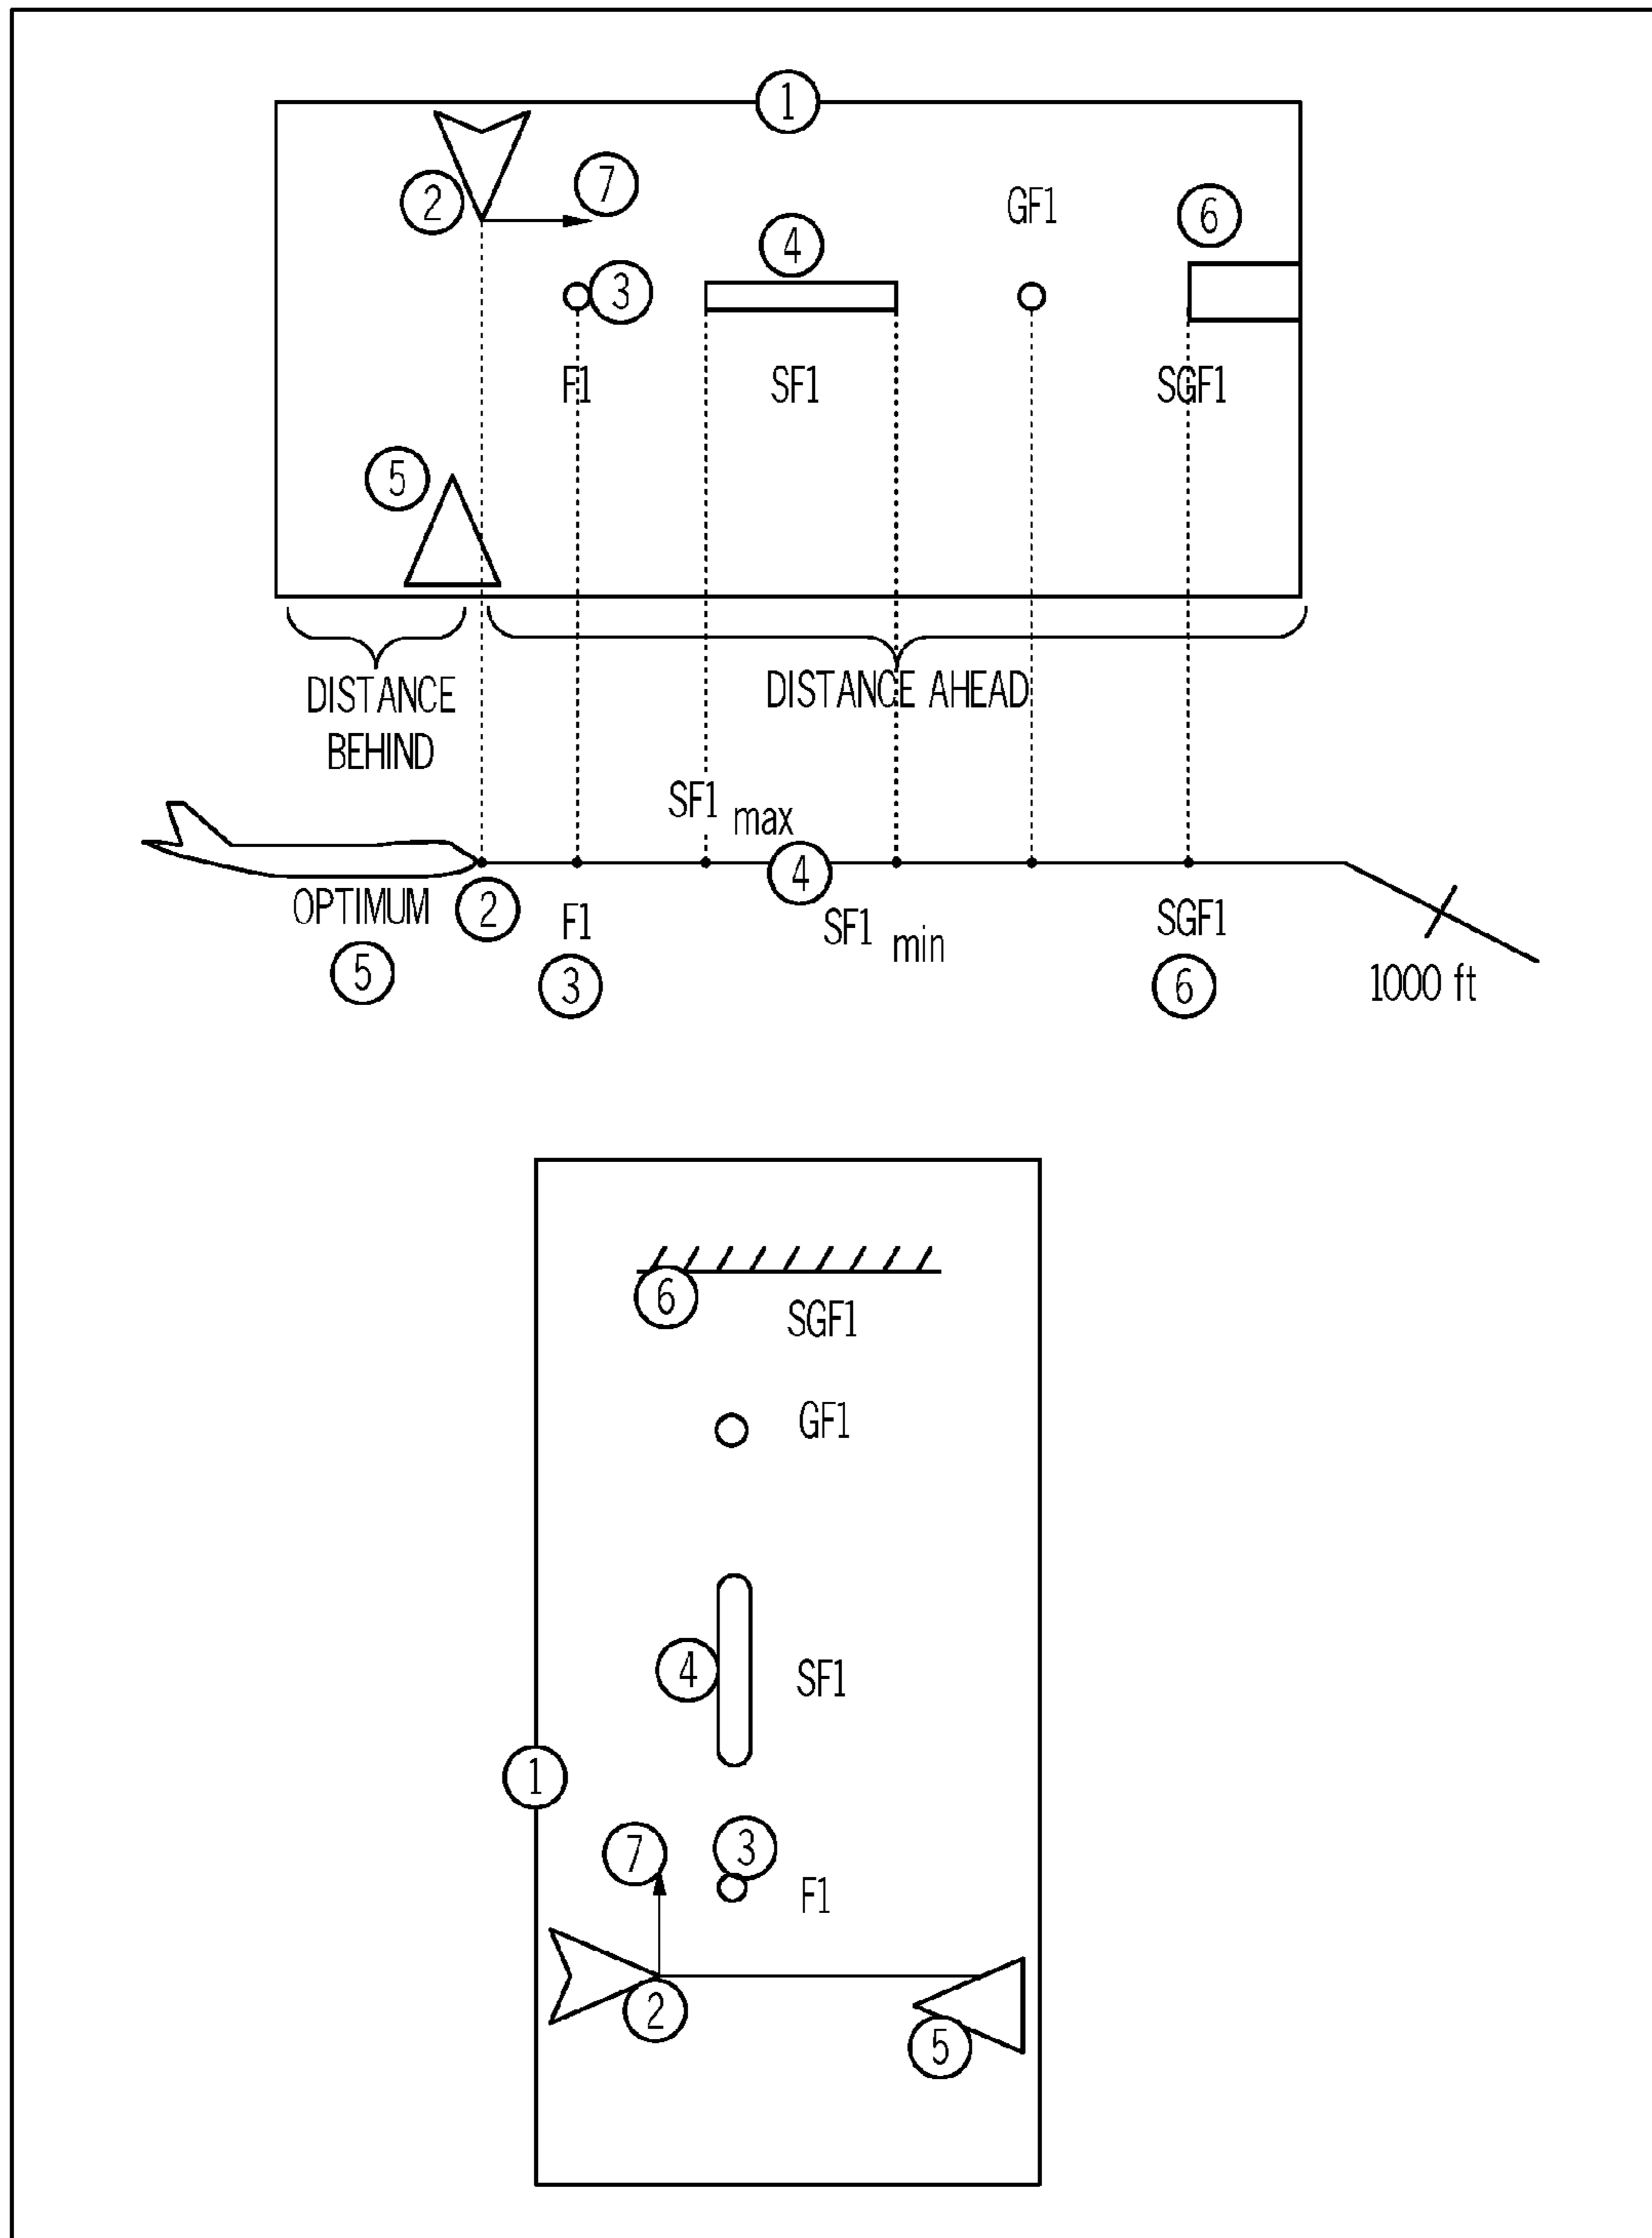 1
2
7
3
4
GF1
6
F1
SF1
SGF1
5
DISTANCE
BEHIND
DISTANCE AHEAD
SF1 max
4
SF1 min
OPTIMUM
2
F1
SGF1
5
3
6
1000 ft
6
SGF1
GF1
4
SF1
1
7
3
F1
2
5